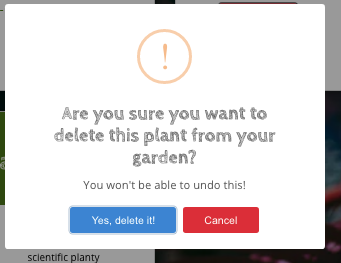 !
Are you sure you want to
delete this plant from your
garden?
You won't be able to undo this!
Yes, delete it!
Cancel
scientific planty